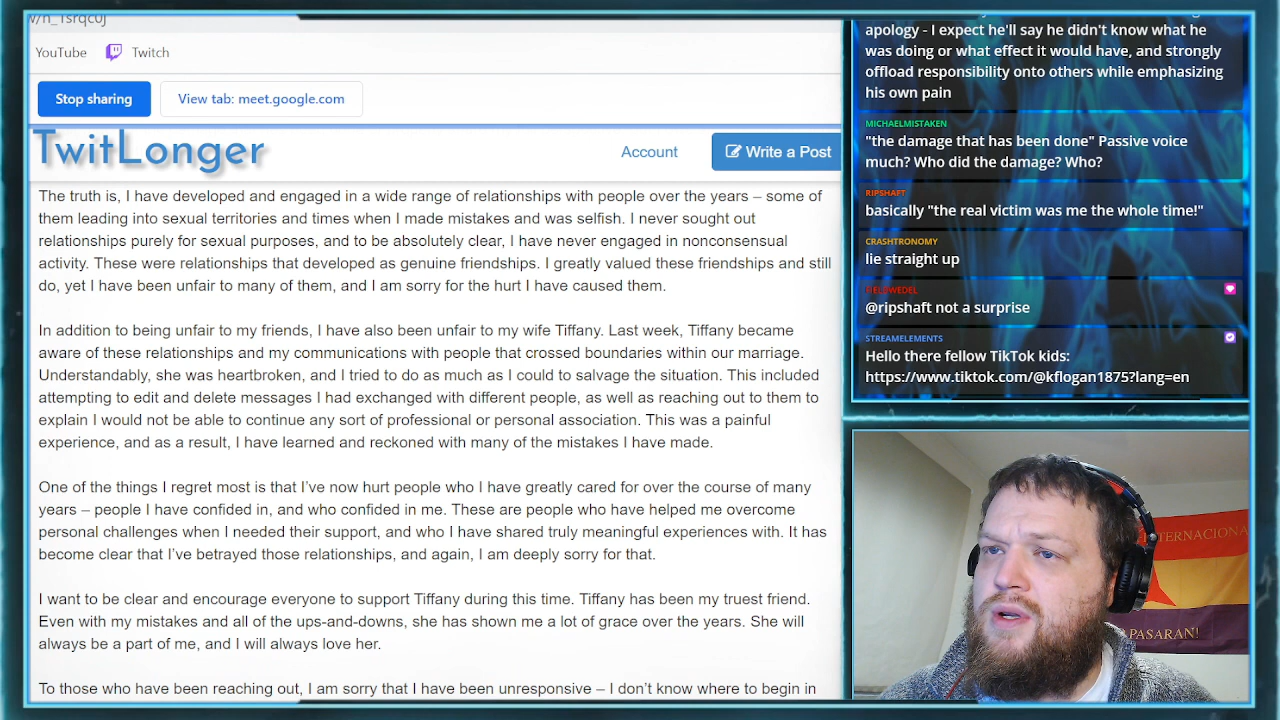 YouTube
Twitch
Stop sharing
View tab: meet.google.com
TwitLonger
Account
Write a Post
The truth is, I have developed and engaged in a wide range of relationships with people over the years – some of
them leading into sexual territories and times when I made mistakes and was selfish. I never sought out
relationships purely for sexual purposes, and to be absolutely clear, I have never engaged in nonconsensual
activity. These were relationships that developed as genuine friendships. I greatly valued these friendships and still
do, yet I have been unfair to many of them, and I am sorry for the hurt I have caused them.
In addition to being unfair to my friends, I have also been unfair to my wife Tiffany. Last week, Tiffany became
aware of these relationships and my communications with people that crossed boundaries within our marriage.
Understandably, she was heartbroken, and I tried to do as much as I could to salvage the situation. This included
attempting to edit and delete messages I had exchanged with different people, as well as reaching out to them to
explain I would not be able to continue any sort of professional or personal association. This was a painful
experience, and as a result, I have learned and reckoned with many of the mistakes I have made.
One of the things I regret most is that I've now hurt people who I have greatly cared for over the course of many
years – people I have confided in, and who confided in me. These are people who have helped me overcome
personal challenges when I needed their support, and who I have shared truly meaningful experiences with. It has
become clear that I've betrayed those relationships, and again, I am deeply sorry for that.
I want to be clear and encourage everyone to support Tiffany during this time. Tiffany has been my truest friend.
Even with my mistakes and all of the ups-and-downs, she has shown me a lot of grace over the years. She will
always be a part of me, and I will always love her.
To those who have been reaching out, I am sorry that I have been unresponsive – I don't know where to begin in
apology - I expect he'll say he didn't know what he
was doing or what effect it would have, and strongly
offload responsibility onto others while emphasizing
his own pain
MICHAELMISTAKEN
"the damage that has been done" Passive voice
much? Who did the damage? Who?
RIPSHAFT
basically "the real victim was me the whole time!"
CRASHTRONOMY
lie straight up
@ripshaft not a surprise
STREAMELEMENTS
Hello there fellow TikTok kids:
https://www.tiktok.com/@kflogan1875?lang=en
INTERNACIONA
PASARAN!